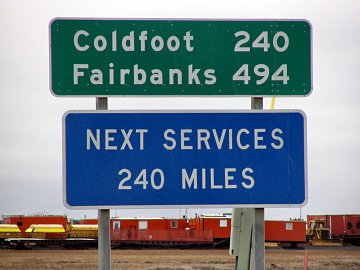 Coldfoot 240
Fairbanks 494
NEXT SERVICES
240 MILES